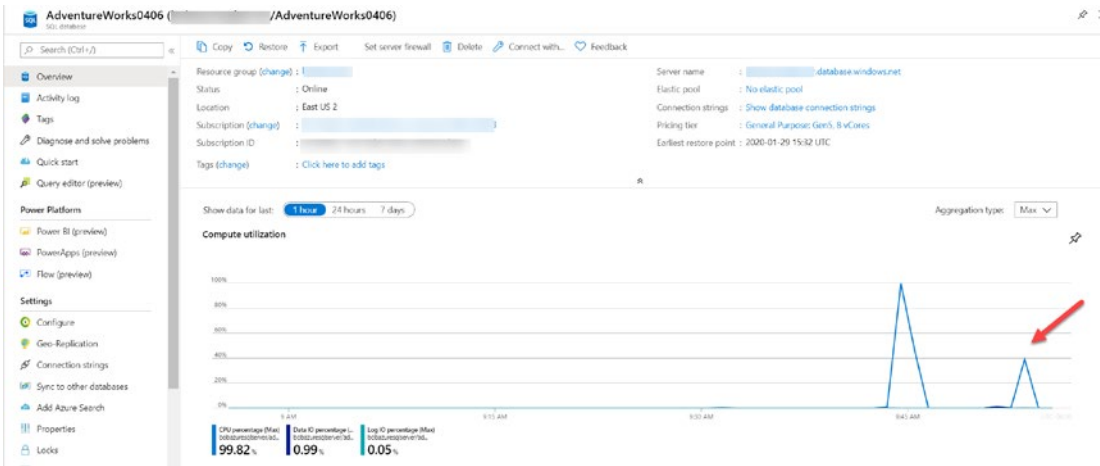 AdventureWorks0406 ( /AdventureWorks0406)
SQL database
Search (Ctrl+/)
Copy Restore Export Set server firewall Delete Connect with... Feedback
Overview
Activity log
Tags
Diagnose and solve problems
Quick start
Query editor (preview)
Power Platform
Power BI (preview)
PowerApps (preview)
Flow (preview)
Settings
Configure
Geo-Replication
Connection strings
Sync to other databases
Add Azure Search
Properties
Locks
Resource group (change) :
Status : Online
Location : East US 2
Subscription (change) :
Subscription ID :
Tags (change) : Click here to add tags
Server name : .database.windows.net
Elastic pool : No elastic pool
Connection strings : Show database connection strings
Pricing tier : General Purpose: Gen5, 8 vCores
Earliest restore point : 2020-01-29 15:32 UTC
Show data for last: 1 hour 24 hours 7 days
Aggregation type: Max
Compute utilization
100%
80%
60%
40%
20%
0%
9 AM 9:15 AM 9:30 AM 9:45 AM
CPU percentage (Max)
99.82 %
Data IO percentage (...
0.99 %
Log IO percentage (Max)
0.05 %